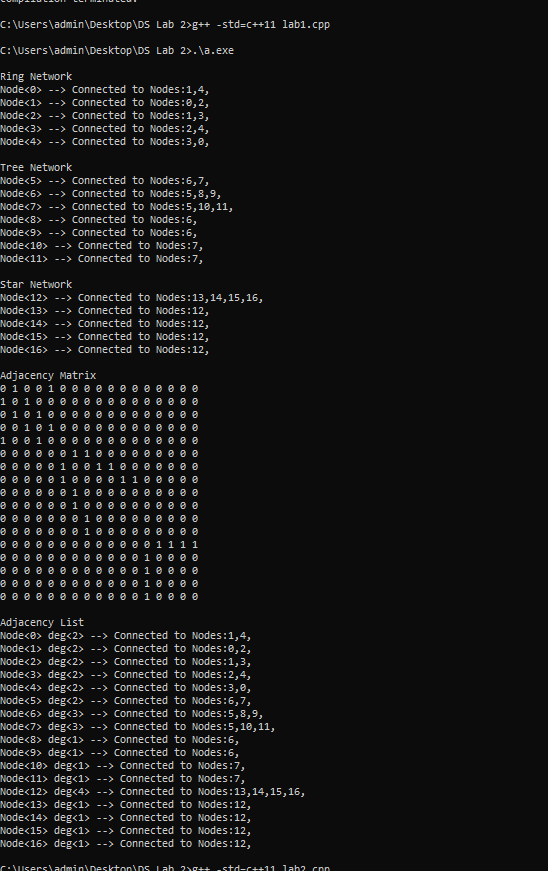 compilation terminated.
C:\Users\admin\Desktop\DS Lab 2>g++ -std=c++11 lab1.cpp
C:\Users\admin\Desktop\DS Lab 2>.\a.exe
Ring Network
Node<0> --> Connected to Nodes:1,4,
Node<1> --> Connected to Nodes:0,2,
Node<2> --> Connected to Nodes:1,3,
Node<3> --> Connected to Nodes:2,4,
Node<4> --> Connected to Nodes:3,0,
Tree Network
Node<5> --> Connected to Nodes:6,7,
Node<6> --> Connected to Nodes:5,8,9,
Node<7> --> Connected to Nodes:5,10,11,
Node<8> --> Connected to Nodes:6,
Node<9> --> Connected to Nodes:6,
Node<10> --> Connected to Nodes:7,
Node<11> --> Connected to Nodes:7,
Star Network
Node<12> --> Connected to Nodes:13,14,15,16,
Node<13> --> Connected to Nodes:12,
Node<14> --> Connected to Nodes:12,
Node<15> --> Connected to Nodes:12,
Node<16> --> Connected to Nodes:12,
Adjacency Matrix
0 1 0 0 1 0 0 0 0 0 0 0 0 0 0 0 0
1 0 1 0 0 0 0 0 0 0 0 0 0 0 0 0 0
0 1 0 1 0 0 0 0 0 0 0 0 0 0 0 0 0
0 0 1 0 1 0 0 0 0 0 0 0 0 0 0 0 0
1 0 0 1 0 0 0 0 0 0 0 0 0 0 0 0 0
0 0 0 0 0 0 1 1 0 0 0 0 0 0 0 0 0
0 0 0 0 0 1 0 0 1 1 0 0 0 0 0 0 0
0 0 0 0 0 1 0 0 0 0 1 1 0 0 0 0 0
0 0 0 0 0 0 1 0 0 0 0 0 0 0 0 0 0
0 0 0 0 0 0 1 0 0 0 0 0 0 0 0 0 0
0 0 0 0 0 0 0 1 0 0 0 0 0 0 0 0 0
0 0 0 0 0 0 0 1 0 0 0 0 0 0 0 0 0
0 0 0 0 0 0 0 0 0 0 0 0 0 1 1 1 1
0 0 0 0 0 0 0 0 0 0 0 0 1 0 0 0 0
0 0 0 0 0 0 0 0 0 0 0 0 1 0 0 0 0
0 0 0 0 0 0 0 0 0 0 0 0 1 0 0 0 0
0 0 0 0 0 0 0 0 0 0 0 0 1 0 0 0 0
Adjacency List
Node<0> deg<2> --> Connected to Nodes:1,4,
Node<1> deg<2> --> Connected to Nodes:0,2,
Node<2> deg<2> --> Connected to Nodes:1,3,
Node<3> deg<2> --> Connected to Nodes:2,4,
Node<4> deg<2> --> Connected to Nodes:3,0,
Node<5> deg<2> --> Connected to Nodes:6,7,
Node<6> deg<3> --> Connected to Nodes:5,8,9,
Node<7> deg<3> --> Connected to Nodes:5,10,11,
Node<8> deg<1> --> Connected to Nodes:6,
Node<9> deg<1> --> Connected to Nodes:6,
Node<10> deg<1> --> Connected to Nodes:7,
Node<11> deg<1> --> Connected to Nodes:7,
Node<12> deg<4> --> Connected to Nodes:13,14,15,16,
Node<13> deg<1> --> Connected to Nodes:12,
Node<14> deg<1> --> Connected to Nodes:12,
Node<15> deg<1> --> Connected to Nodes:12,
Node<16> deg<1> --> Connected to Nodes:12,
C:\Users\admin\Desktop\DS Lab 2>g++ -std=c++11 lab2.cpp